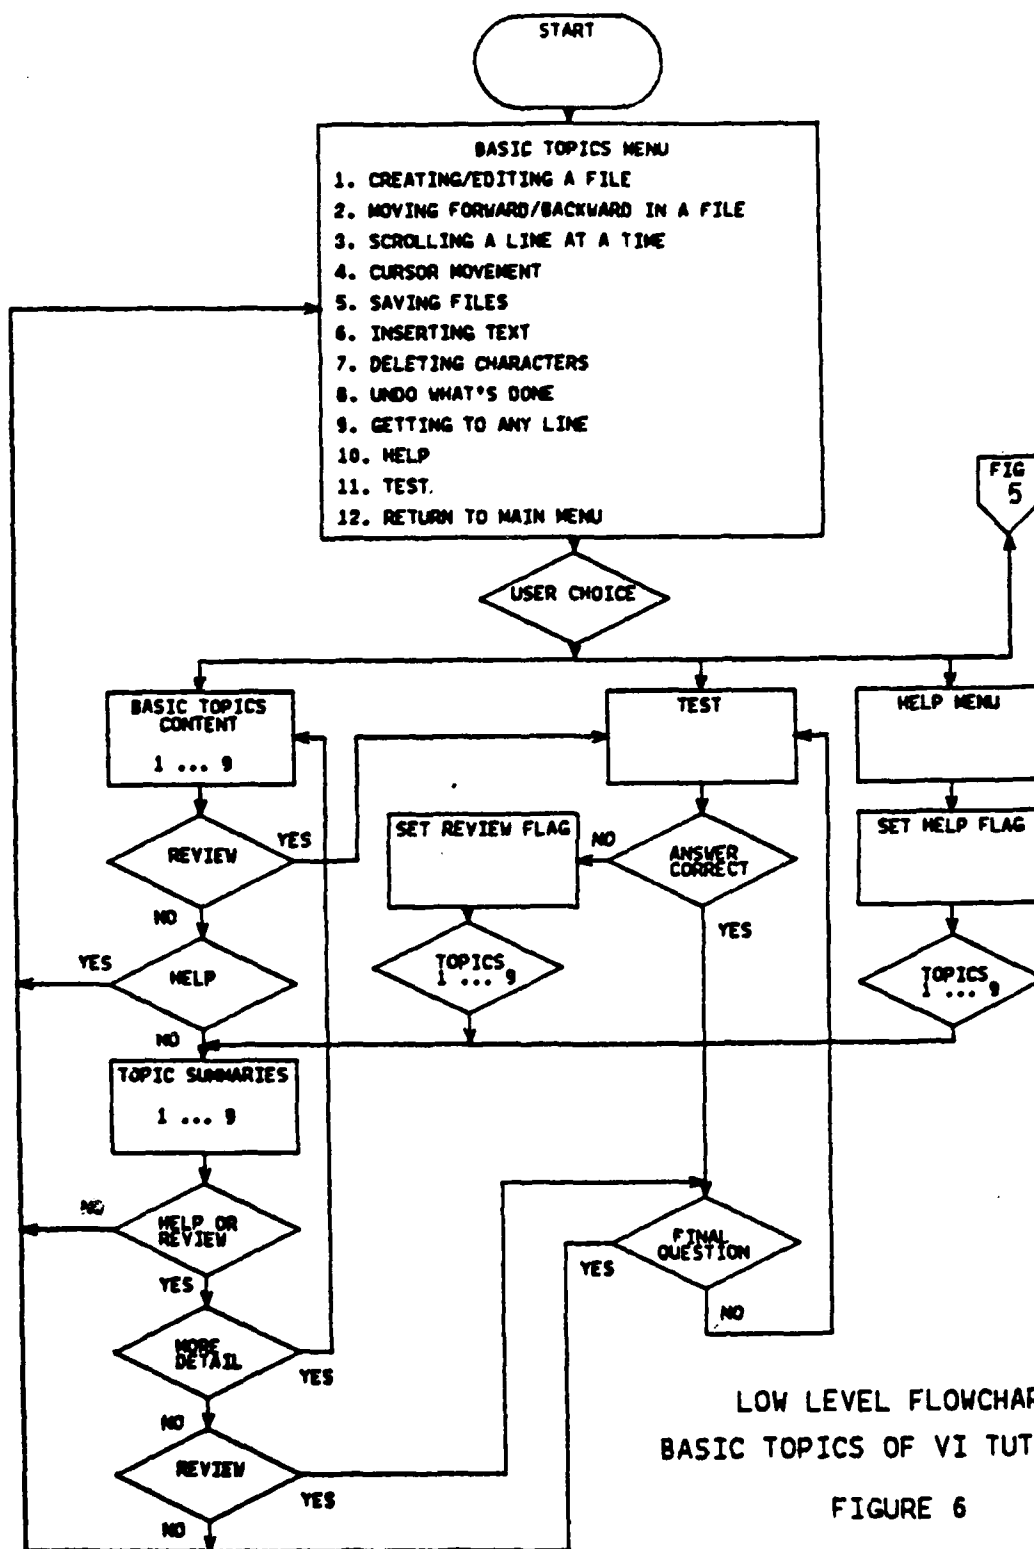 START
BASIC TOPICS MENU
1. CREATING/EDITING A FILE
2. MOVING FORWARD/BACKWARD IN A FILE
3. SCROLLING A LINE AT A TIME
4. CURSOR MOVEMENT
5. SAVING FILES
6. INSERTING TEXT
7. DELETING CHARACTERS
8. UNDO WHAT'S DONE
9. GETTING TO ANY LINE
10. HELP
11. TEST.
12. RETURN TO MAIN MENU
FIG
5
USER CHOICE
BASIC TOPICS
CONTENT
1 ... 9
TEST
HELP MENU
REVIEW
YES
NO
SET REVIEW FLAG
NO
ANSWER
CORRECT
YES
SET HELP FLAG
HELP
YES
NO
TOPICS
1 ... 9
TOPICS
1 ... 9
TOPIC SUMMARIES
1 ... 9
NO
HELP OR
REVIEW
YES
FINAL
QUESTION
YES
NO
MORE
DETAIL
YES
NO
REVIEW
YES
NO
LOW LEVEL FLOWCHAR
BASIC TOPICS OF VI TUT
FIGURE 6